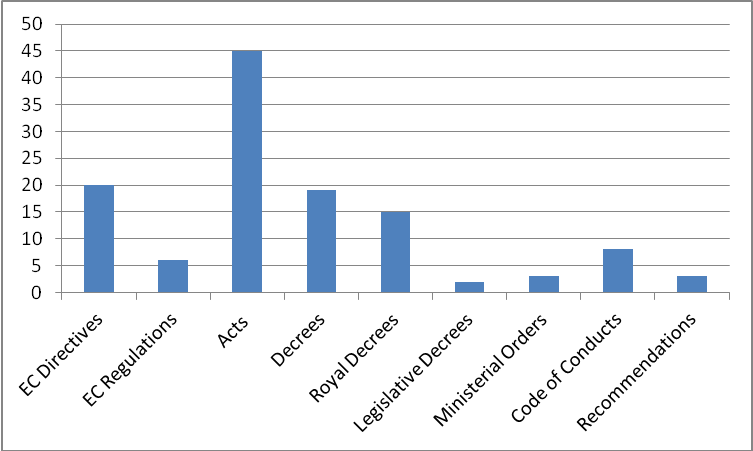 50
45
40
35
30
25
20
15
10
5
0
EC Directives
EC Regulations
Acts
Decrees
Royal Decrees
Legislative Decrees
Ministerial Orders
Code of Conducts
Recommendations